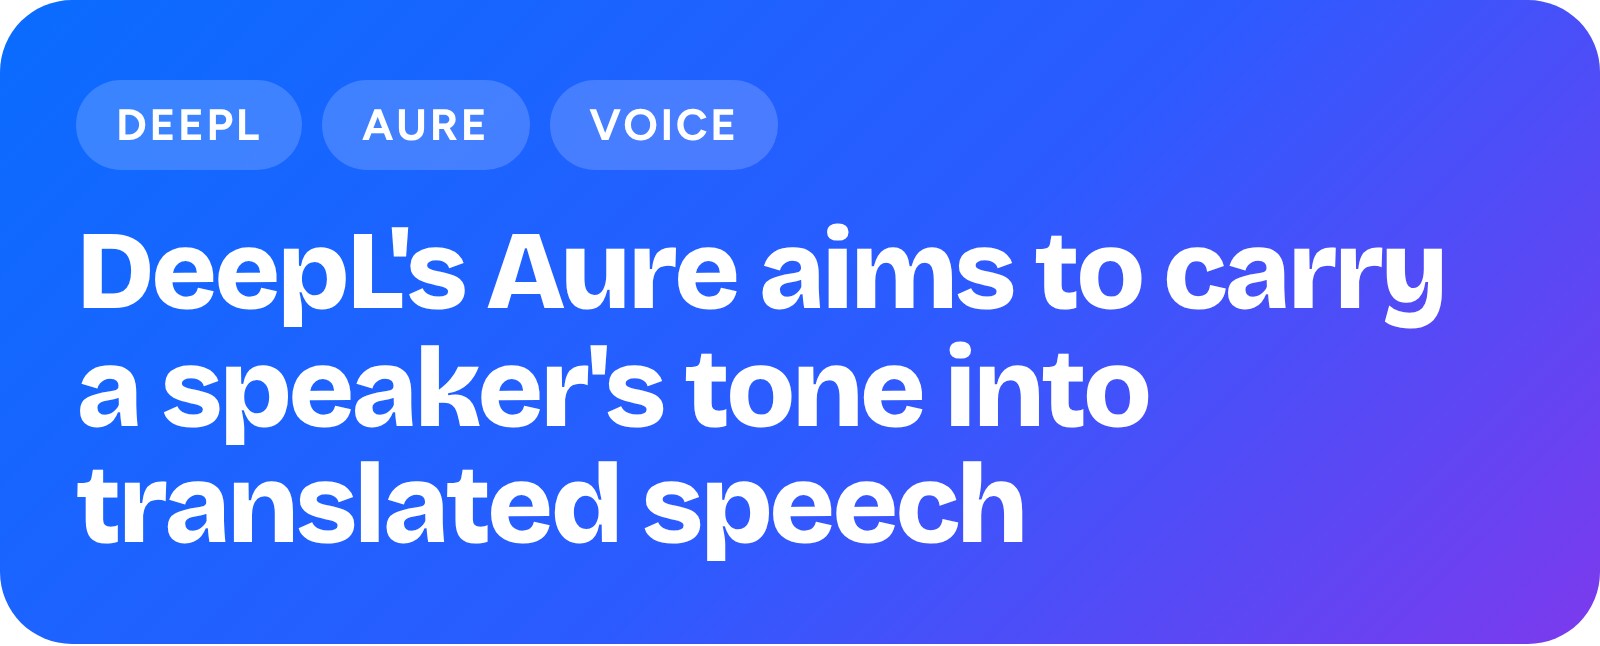 DEEPL AURE VOICE
DeepL's Aure aims to carry
a speaker's tone into
translated speech